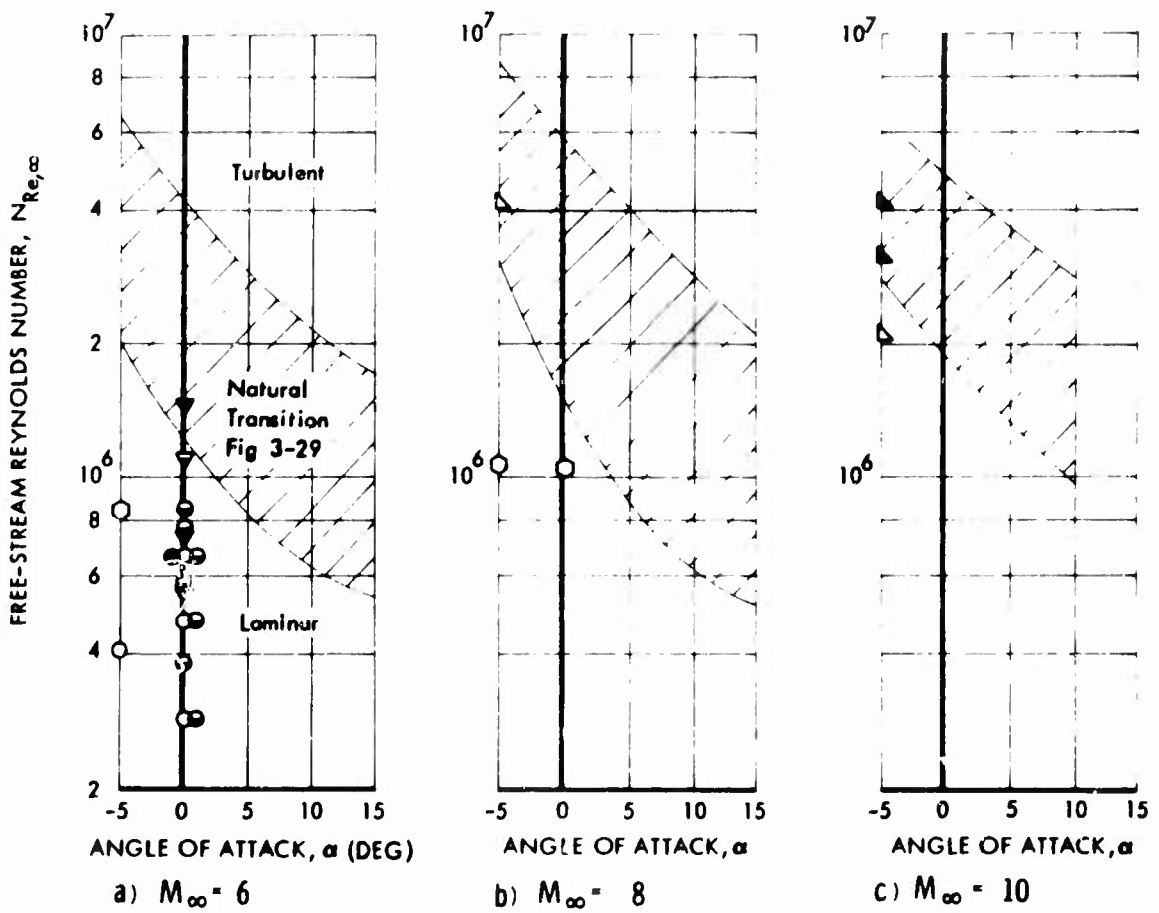 FREE-STREAM REYNOLDS NUMBER, N_Re,∞
10^7
8
6
4
2
10^6
8
6
4
2
Turbulent
Natural
Transition
Fig 3-29
Laminar
-5 0 5 10 15
ANGLE OF ATTACK, α (DEG)
a) M∞ = 6
10^7
10^6
-5 0 5 10 15
ANGLE OF ATTACK, α
b) M∞ = 8
10^7
10^6
-5 0 5 10 15
ANGLE OF ATTACK, α
c) M∞ = 10